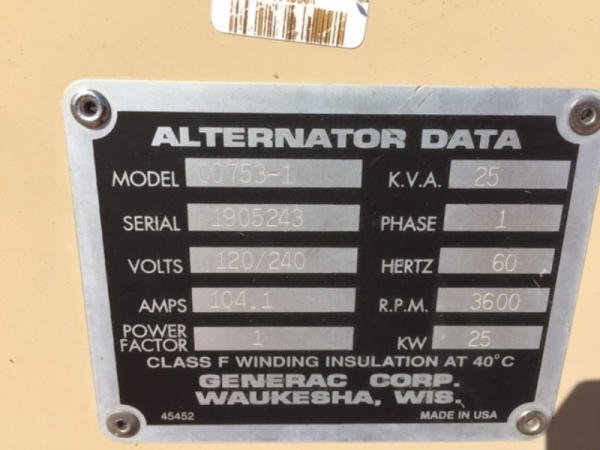 ALTERNATOR DATA
MODEL 00753-1 K.V.A. 25
SERIAL 1905243 PHASE 1
VOLTS 120/240 HERTZ 60
AMPS 104.1 R.P.M. 3600
POWER FACTOR 1 KW 25
CLASS F WINDING INSULATION AT 40°C
GENERAC CORP.
WAUKESHA, WIS.
45452 MADE IN USA